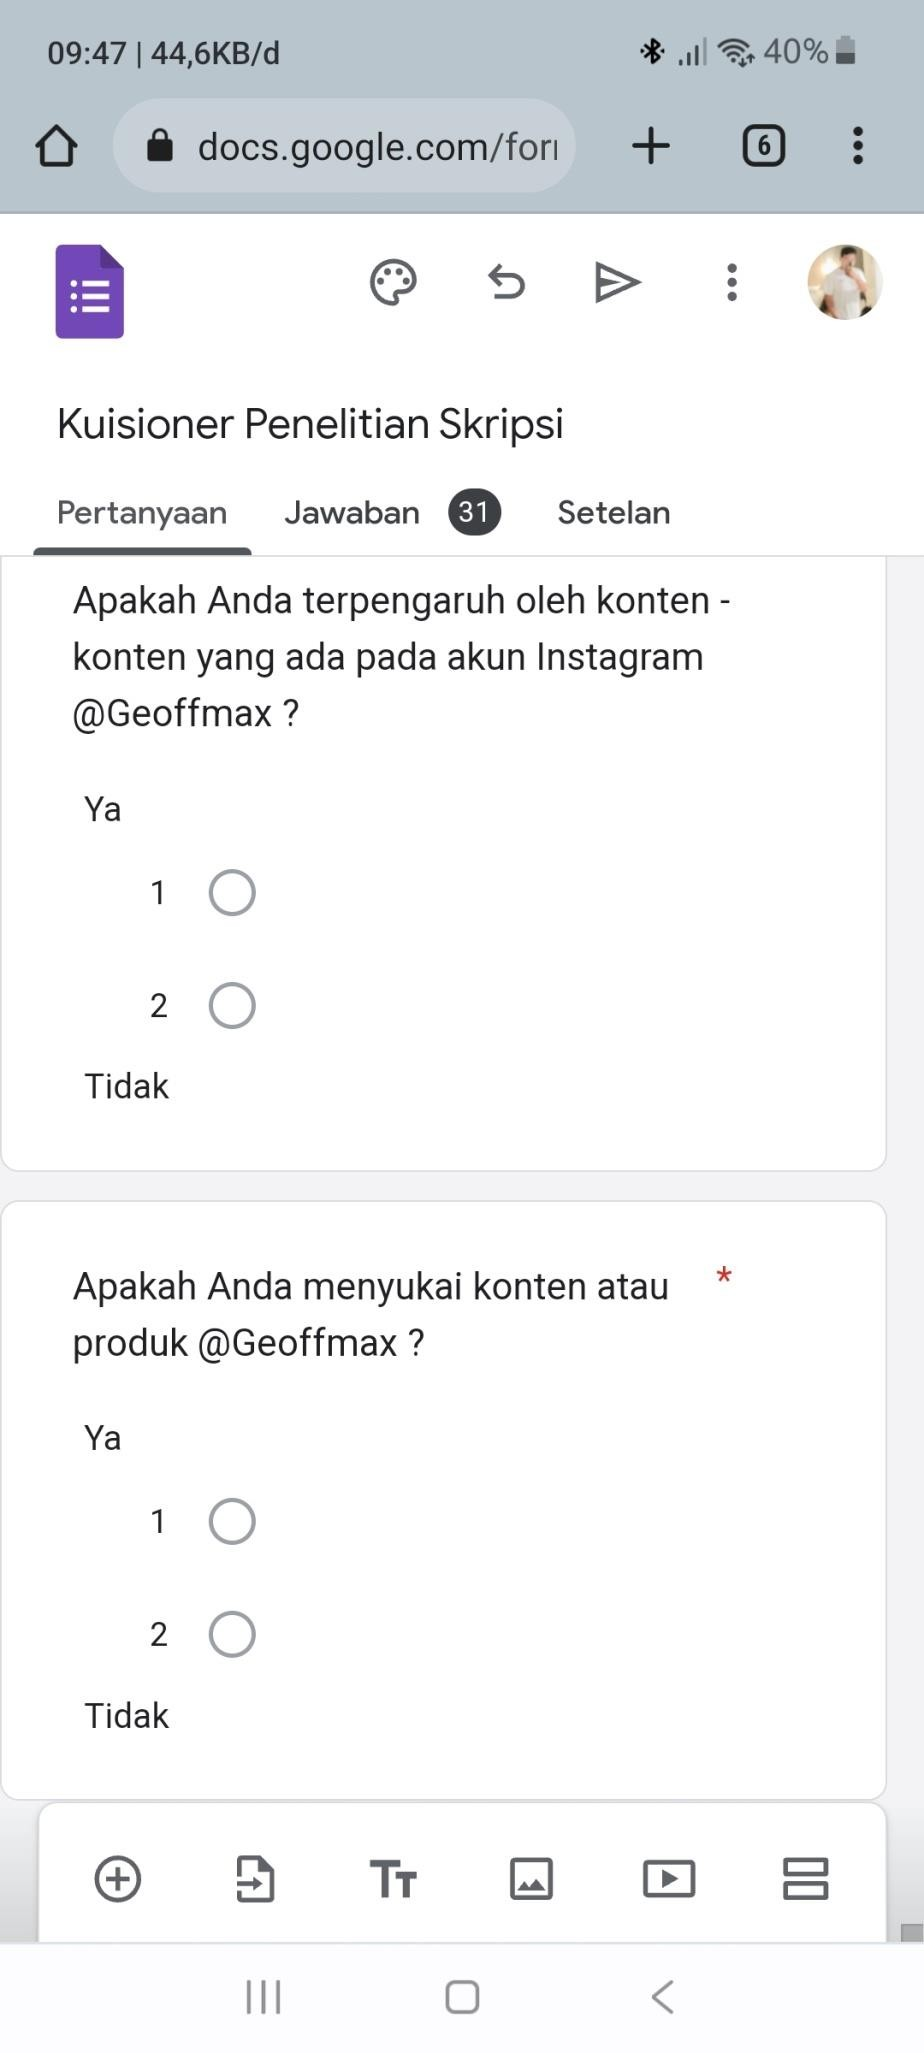 09:47 | 44,6KB/d 40%
docs.google.com/for 6
Kuisioner Penelitian Skripsi
Pertanyaan Jawaban 31 Setelan
Apakah Anda terpengaruh oleh konten -
konten yang ada pada akun Instagram
@Geoffmax ?
Ya
1
2
Tidak
Apakah Anda menyukai konten atau *
produk @Geoffmax ?
Ya
1
2
Tidak